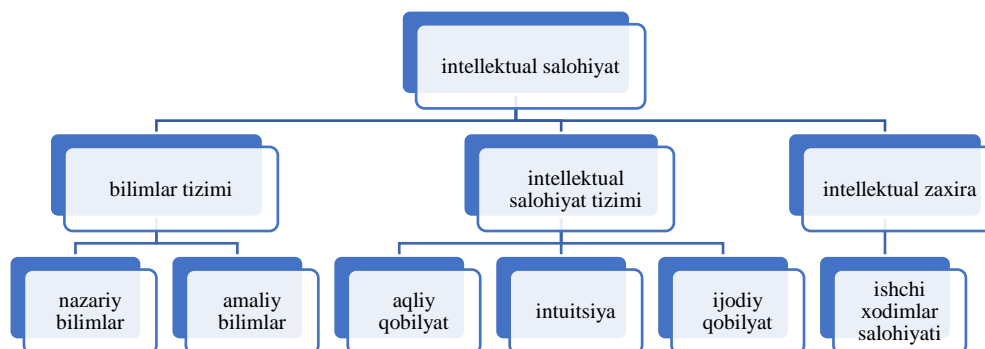 intellektual salohiyat
bilimlar tizimi
intellektual
salohiyat tizimi
intellektual zaxira
nazariy
bilimlar
amaliy
bilimlar
aqliy
qobilyat
intuitsiya
ijodiy
qobilyat
ishchi
xodimlar
salohiyati